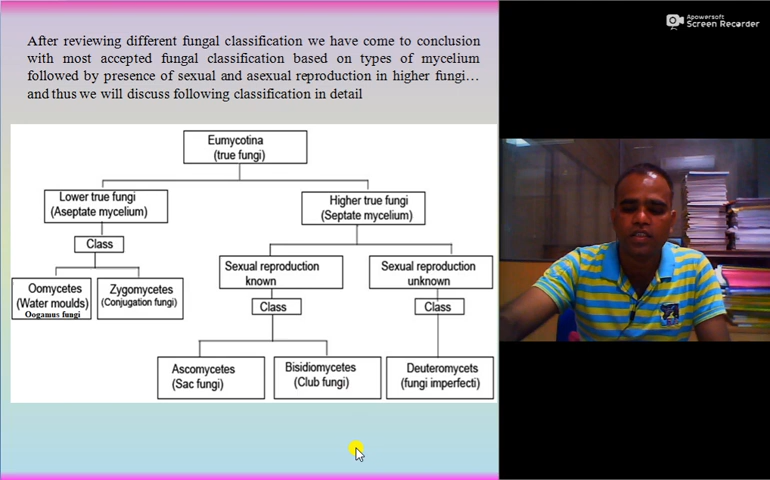 Apowersoft
Screen Recorder
After reviewing different fungal classification we have come to conclusion
with most accepted fungal classification based on types of mycelium
followed by presence of sexual and asexual reproduction in higher fungi…
and thus we will discuss following classification in detail
Eumycotina
(true fungi)
Lower true fungi
(Aseptate mycelium)
Higher true fungi
(Septate mycelium)
Class
Sexual reproduction
known
Sexual reproduction
unknown
Oomycetes
(Water moulds)
Oogamus fungi
Zygomycetes
(Conjugation fungi)
Class
Class
Ascomycetes
(Sac fungi)
Bisidiomycetes
(Club fungi)
Deuteromycets
(fungi imperfecti)